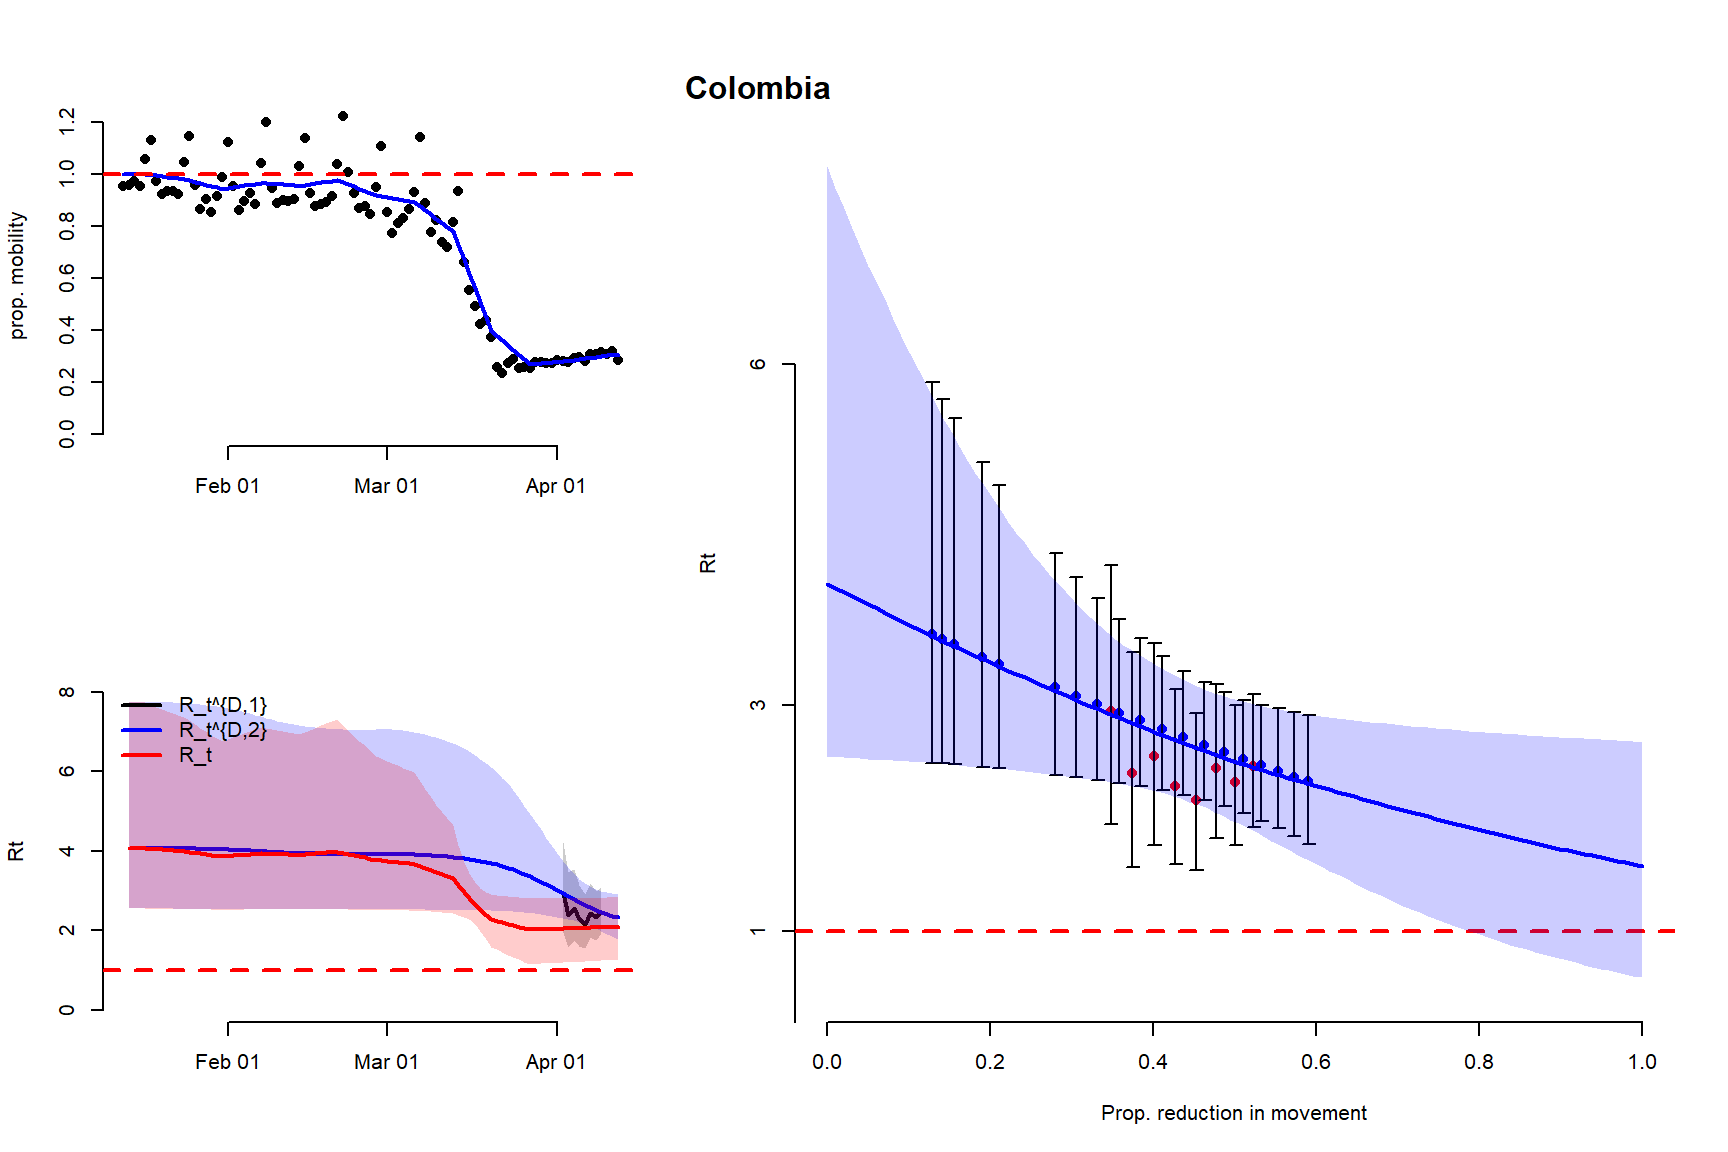 Colombia
prop. mobility
1.2
1.0
0.8
0.6
0.4
0.2
0.0
Feb 01 Mar 01 Apr 01
Rt
8
6
4
2
0
R_t^{D,1}
R_t^{D,2}
R_t
Feb 01 Mar 01 Apr 01
Rt
6
3
1
0.0 0.2 0.4 0.6 0.8 1.0
Prop. reduction in movement